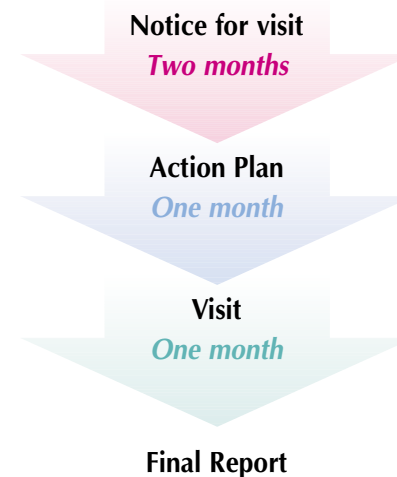 Notice for visit
Two months
Action Plan
One month
Visit
One month
Final Report